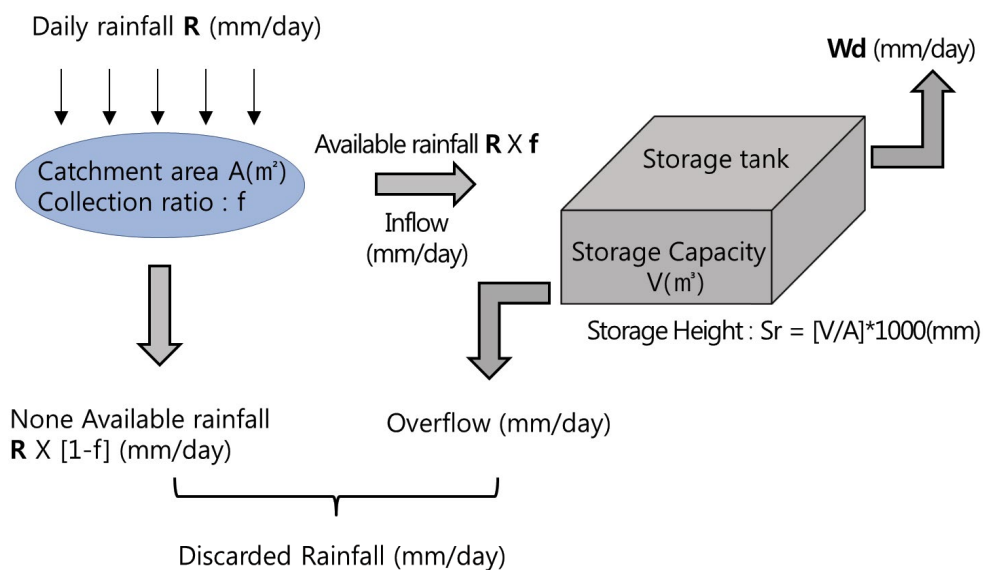 Daily rainfall R (mm/day)
Wd (mm/day)
Catchment area A(㎡)
Collection ratio : f
Available rainfall R X f
Inflow
(mm/day)
Storage tank
Storage Capacity
V(㎥)
Storage Height : Sr = [V/A]*1000(mm)
None Available rainfall
R X [1-f] (mm/day)
Overflow (mm/day)
Discarded Rainfall (mm/day)